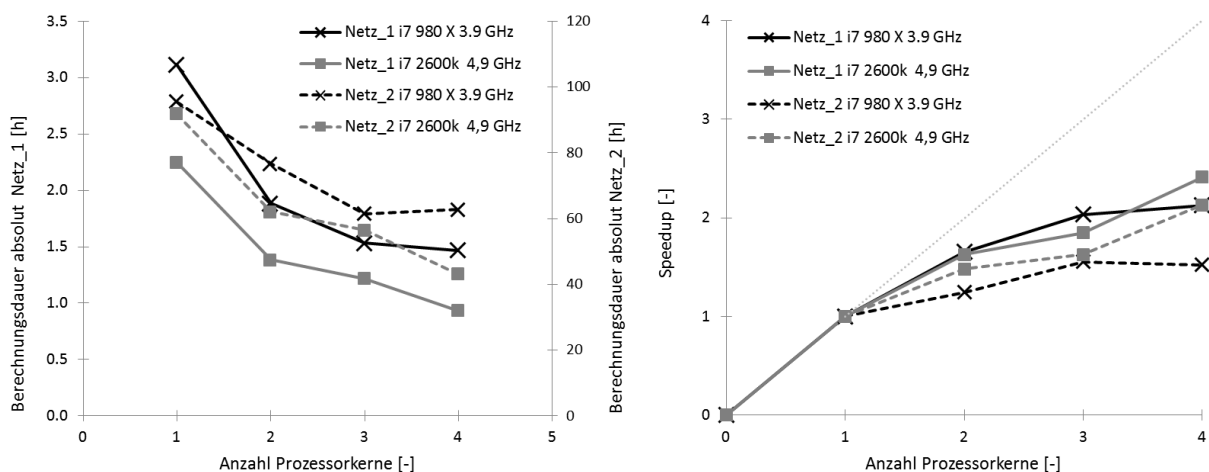 3.5
3.0
2.5
2.0
1.5
1.0
0.5
0.0
Berechnungsdauer absolut Netz_1 [h]
0
1
2
3
4
5
Anzahl Prozessorkerne [-]
120
100
80
60
40
20
0
Berechnungsdauer absolut Netz_2 [h]
Netz_1 i7 980 X 3.9 GHz
Netz_1 i7 2600k 4,9 GHz
Netz_2 i7 980 X 3.9 GHz
Netz_2 i7 2600k 4,9 GHz
4
3
2
1
0
Speedup [-]
0
1
2
3
4
Anzahl Prozessorkerne [-]
Netz_1 i7 980 X 3.9 GHz
Netz_1 i7 2600k 4,9 GHz
Netz_2 i7 980 X 3.9 GHz
Netz_2 i7 2600k 4,9 GHz